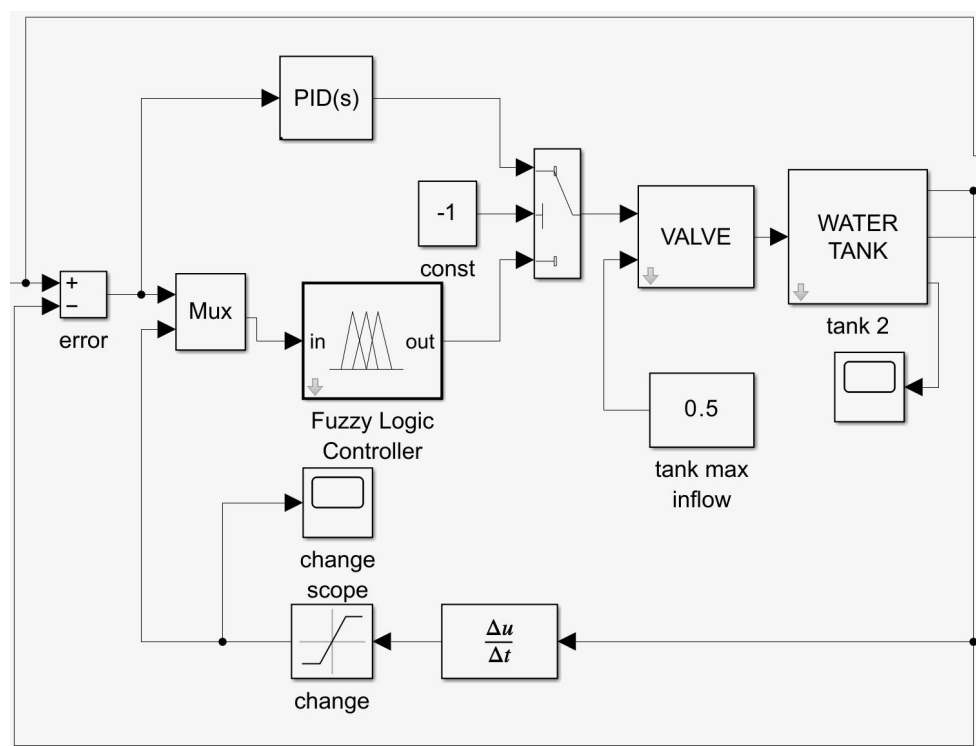 PID(s)
-1
const
VALVE
WATER
TANK
tank 2
+
−
error
Mux
in
out
Fuzzy Logic
Controller
0.5
tank max
inflow
change
scope
Δu
Δt
change